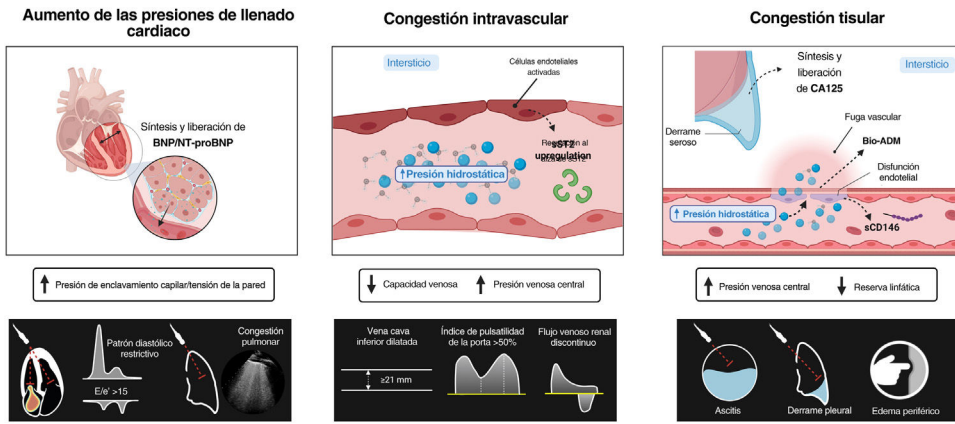 Aumento de las presiones de llenado
cardiaco
Síntesis y liberación de
BNP/NT-proBNP
Presión de enclavamiento capilar/tensión de la pared
Patrón diastólico
restrictivo
E/e' >15
Congestión
pulmonar
Congestión intravascular
Intersticio
Células endoteliales
activadas
sST2
upregulation
Presión hidrostática
Capacidad venosa
Presión venosa central
Vena cava
inferior dilatada
≥21 mm
Índice de pulsatilidad
de la porta >50%
Flujo venoso renal
discontinuo
Congestión tisular
Síntesis y
liberación
de CA125
Intersticio
Derrame
seroso
Fuga vascular
Bio-ADM
Disfunción
endotelial
Presión hidrostática
sCD146
Presión venosa central
Reserva linfática
Ascitis
Derrame pleural
Edema periférico